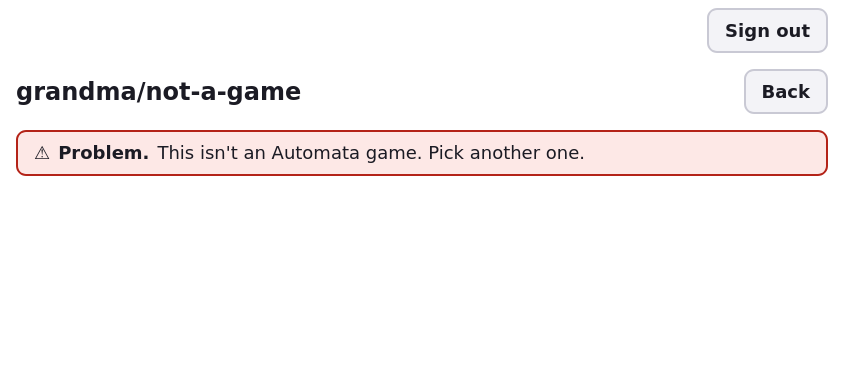 Sign out
grandma/not-a-game
Back
⚠ Problem. This isn't an Automata game. Pick another one.